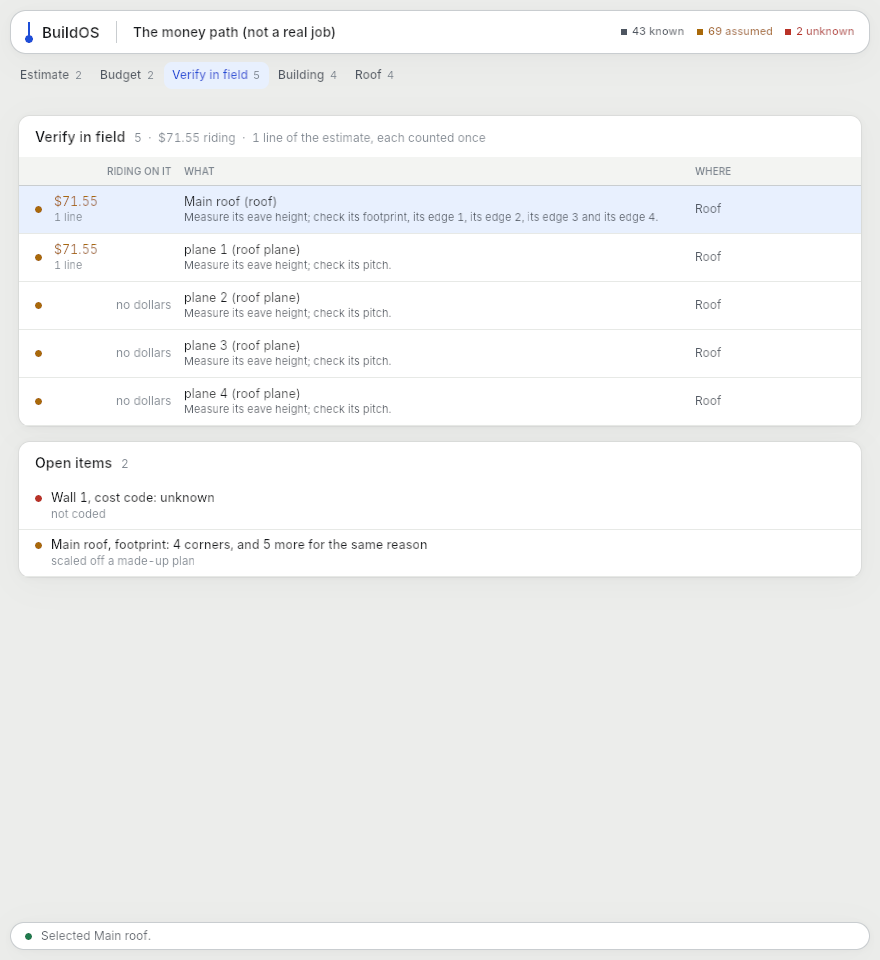 BuildOS
The money path (not a real job)
43 known
69 assumed
2 unknown
Estimate 2
Budget 2
Verify in field 5
Building 4
Roof 4
Verify in field 5 · $71.55 riding · 1 line of the estimate, each counted once
RIDING ON IT WHAT WHERE
$71.55
1 line
Main roof (roof)
Measure its eave height; check its footprint, its edge 1, its edge 2, its edge 3 and its edge 4.
Roof
$71.55
1 line
plane 1 (roof plane)
Measure its eave height; check its pitch.
Roof
no dollars
plane 2 (roof plane)
Measure its eave height; check its pitch.
Roof
no dollars
plane 3 (roof plane)
Measure its eave height; check its pitch.
Roof
no dollars
plane 4 (roof plane)
Measure its eave height; check its pitch.
Roof
Open items 2
Wall 1, cost code: unknown
not coded
Main roof, footprint: 4 corners, and 5 more for the same reason
scaled off a made-up plan
Selected Main roof.